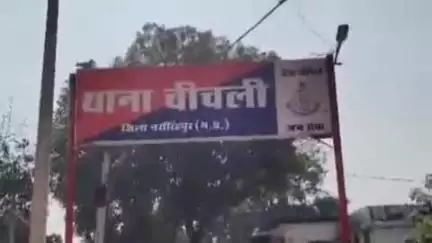 थाना चीचली
जिला नरसिंहपुर (म.प्र.)